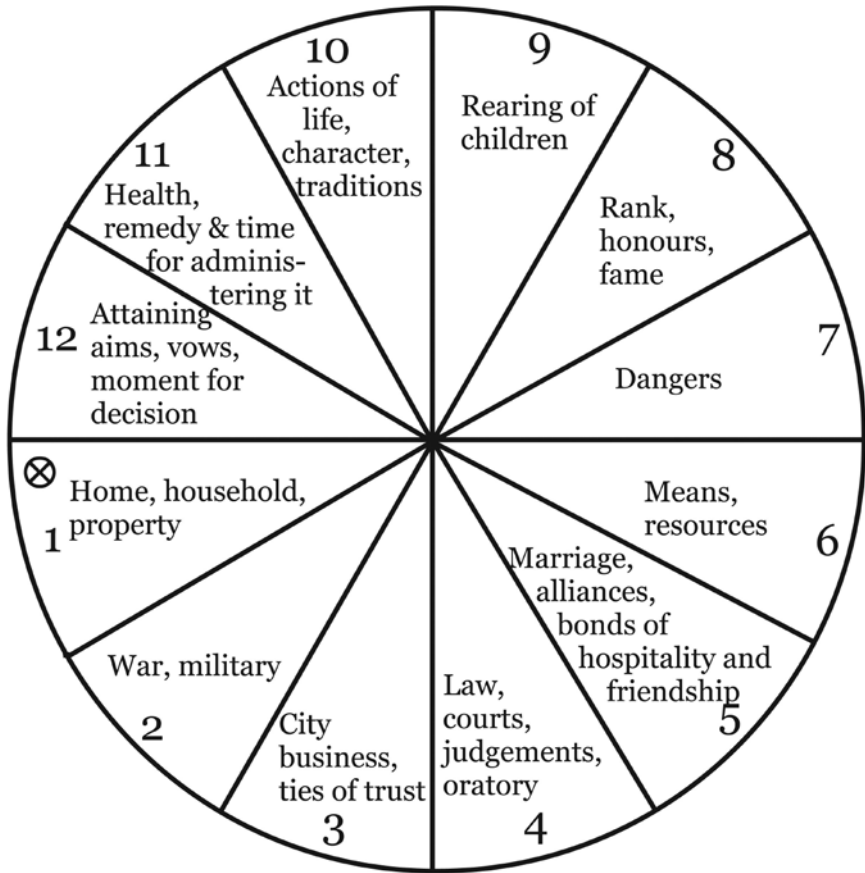 10
Actions of
life,
character,
traditions
9
Rearing of
children
8
Rank,
honours,
fame
7
Dangers
11
Health,
remedy & time
for adminis-
tering it
12
Attaining
aims, vows,
moment for
decision
1
Home, household,
property
2
War, military
3
City
business,
ties of trust
4
Law,
courts,
judgements,
oratory
5
Marriage,
alliances,
bonds of
hospitality and
friendship
6
Means,
resources